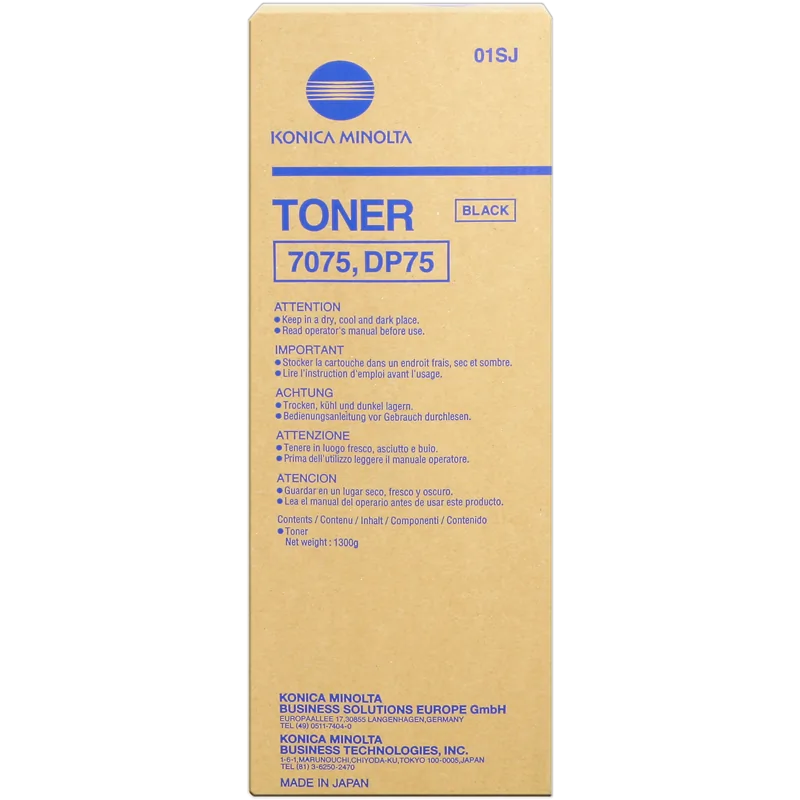 01SJ
KONICA MINOLTA
TONER
BLACK
7075, DP75
ATTENTION
● Keep in a dry, cool and dark place.
● Read operator's manual before use.
IMPORTANT
● Stocker la cartouche dans un endroit frais, sec et sombre.
● Lire l'instruction d'emploi avant l'usage.
ACHTUNG
● Trocken, kühl und dunkel lagern.
● Bedienungsanleitung vor Gebrauch durchlesen.
ATTENZIONE
● Tenere in luogo fresco, asciutto e buio.
● Prima dell'utilizzo leggere il manuale operatore.
ATENCION
● Guardar en un lugar seco, fresco y oscuro.
● Lea el manual del operario antes de usar este producto.
Contents / Contenu / Inhalt / Componenti / Contenido
● Toner
Net weight : 1300g
KONICA MINOLTA
BUSINESS SOLUTIONS EUROPE GmbH
EUROPAALLEE 17,30855 LANGENHAGEN,GERMANY
TEL (49) 0511-7404-0
KONICA MINOLTA
BUSINESS TECHNOLOGIES, INC.
1-6-1,MARUNOUCHI,CHIYODA-KU,TOKYO 100-0005,JAPAN
TEL (81) 3-6250-2470
MADE IN JAPAN